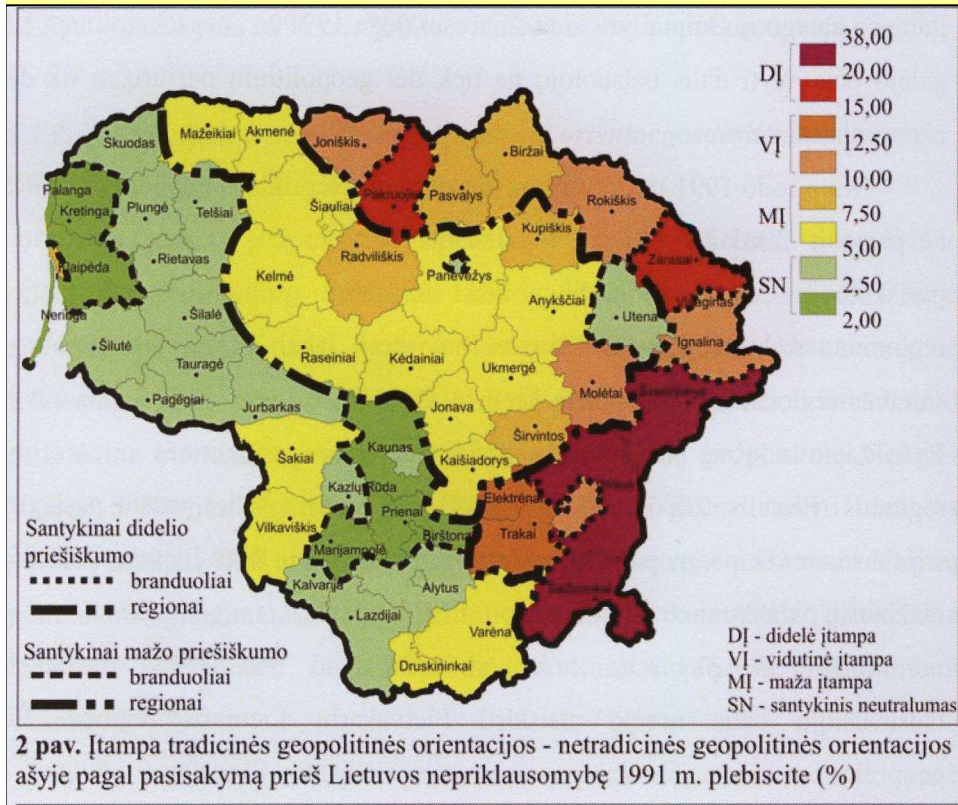 DĮ
VĮ
MĮ
SN
38,00
20,00
15,00
12,50
10,00
7,50
5,00
2,50
2,00
Skuodas
Mažeikiai
Akmenė
Joniškis
Biržai
Pakruojis
Pasvalys
Palanga
Kretinga
Plungė
Telšiai
Šiauliai
Rokiškis
Kupiškis
Radviliškis
Panevėžys
Zarasai
Klaipėda
Rietavas
Kelmė
Anykščiai
Utena
Visaginas
Neringa
Šilalė
Ignalina
Šilutė
Raseiniai
Kėdainiai
Tauragė
Ukmergė
Molėtai
Švenčionys
Pagėgiai
Jurbarkas
Jonava
Širvintos
Kaunas
Šakiai
Kaišiadorys
Kazlų Rūda
Elektrėnai
Vilnius
Prienai
Vilkaviškis
Trakai
Birštonas
Marijampolė
Kalvarija
Alytus
Šalčininkai
Lazdijai
Varėna
Druskininkai
Santykinai didelio
priešiškumo
branduoliai
regionai
Santykinai mažo priešiškumo
branduoliai
regionai
DĮ - didelė įtampa
VĮ - vidutinė įtampa
MĮ - maža įtampa
SN - santykinis neutralumas
2 pav. Įtampa tradicinės geopolitinės orientacijos - netradicinės geopolitinės orientacijos
ašyje pagal pasisakymą prieš Lietuvos nepriklausomybę 1991 m. plebiscite (%)